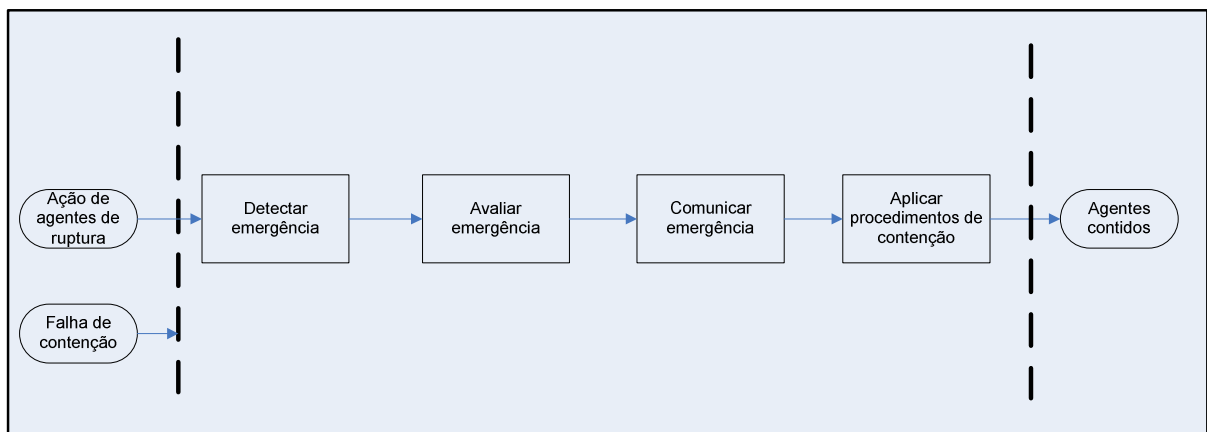 Ação de
agentes de
ruptura
Detectar
emergência
Avaliar
emergência
Comunicar
emergência
Aplicar
procedimentos de
contenção
Agentes
contidos
Falha de
contenção